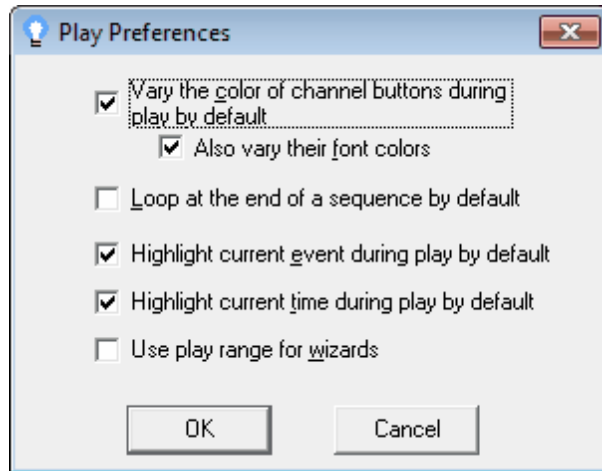 Play Preferences
Vary the color of channel buttons during
play by default
Also vary their font colors
Loop at the end of a sequence by default
Highlight current event during play by default
Highlight current time during play by default
Use play range for wizards
OK
Cancel